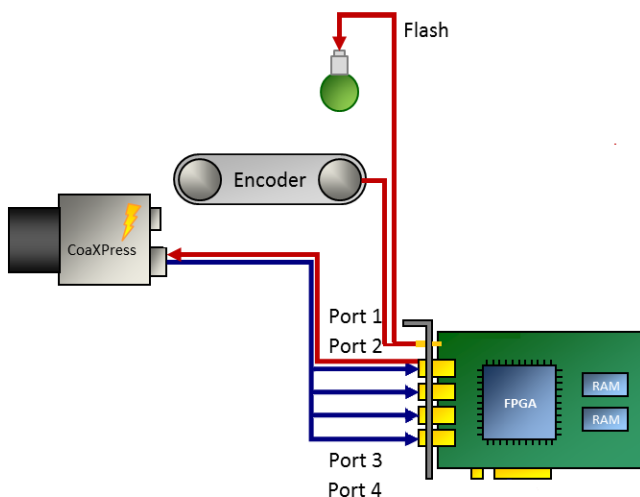 Flash
Encoder
CoaXPress
Port 1
Port 2
FPGA
RAM
RAM
Port 3
Port 4